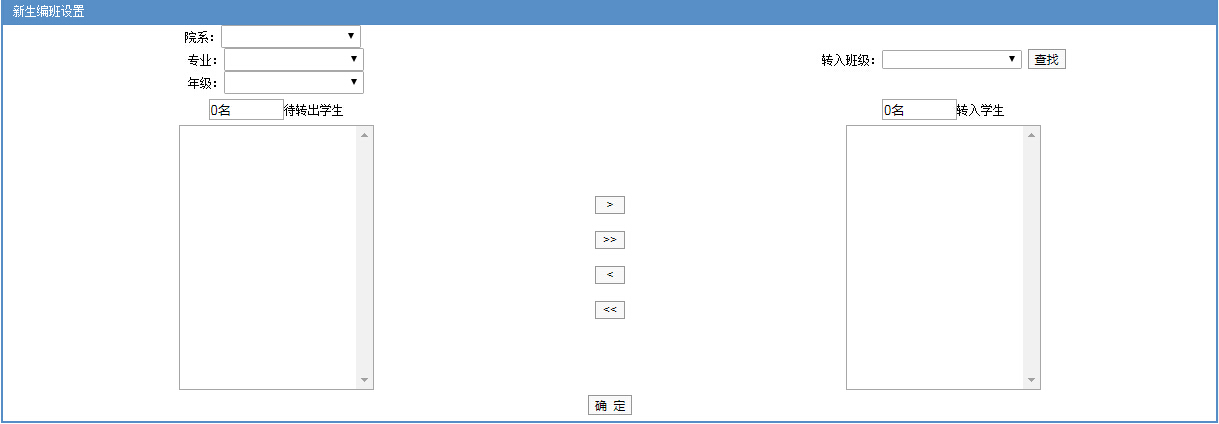 新生编班设置
院系：
专业：
转入班级： 查找
年级：
0名 待转出学生
0名 转入学生
>
>>
<
<<
确 定